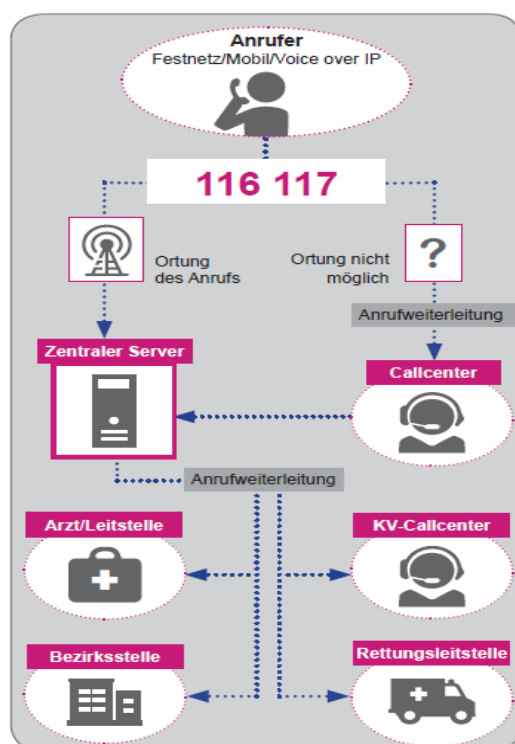 Anrufer
Festnetz/Mobil/Voice over IP
116 117
Ortung
des Anrufs
Ortung nicht
möglich
?
Anrufweiterleitung
Zentraler Server
Callcenter
Anrufweiterleitung
Arzt/Leitstelle
KV-Callcenter
Bezirksstelle
Rettungsleitstelle